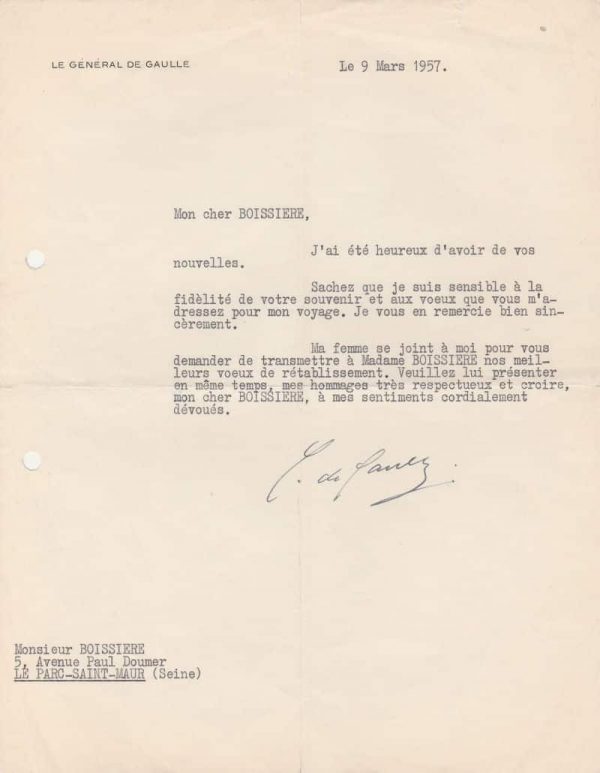 LE GÉNÉRAL DE GAULLE
Le 9 Mars 1957.
Mon cher BOISSIERE,
J'ai été heureux d'avoir de vos
nouvelles.
Sachez que je suis sensible à la
fidèlité de votre souvenir et aux voeux que vous m'a-
dressez pour mon voyage. Je vous en remercie bien sin-
cèrement.
Ma femme se joint à moi pour vous
demander de transmettre à Madame BOISSIERE nos meil-
leurs voeux de rétablissement. Veuillez lui présenter
en même temps, mes hommages très respectueux et croire,
mon cher BOISSIERE, à mes sentiments cordialement
dévoués.
C. de Gaulle.
Monsieur BOISSIERE
5, Avenue Paul Doumer
LE PARC-SAINT-MAUR (Seine)